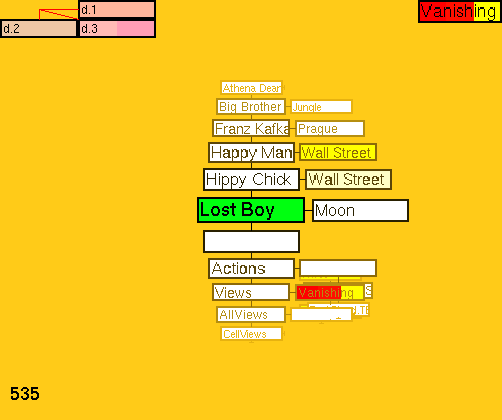 d.1
Vanishing
d.2
d.3
Athena Dear
Big Brother
Jungle
Franz Kafka
Prague
Happy Man
Wall Street
Hippy Chick
Wall Street
Lost Boy
Moon
Actions
Views
Vanishing
AllViews
CellViews
535